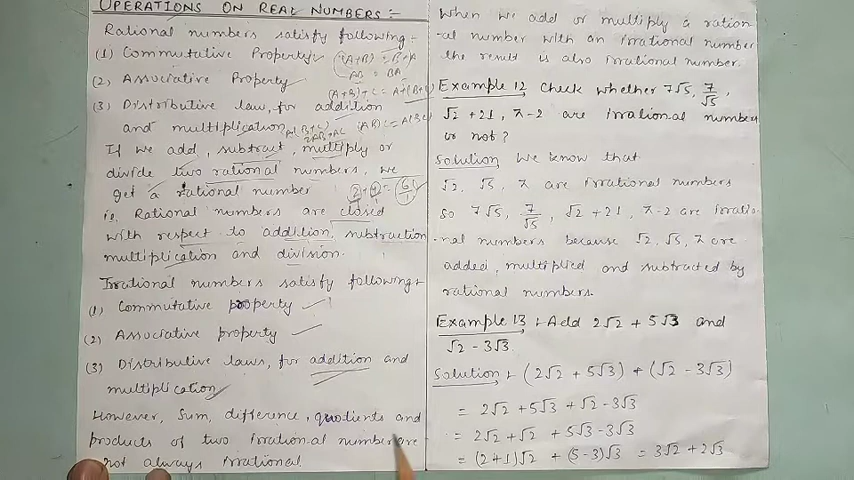 OPERATIONS ON REAL NUMBERS :-
Rational numbers satisfy following :-
(1) Commutative Property
(A+B) = B+A
AB = BA
(2) Associative Property
(A+B)+C = A+(B+C)
(3) Distributive law, for addition
and multiplication
A(B+C)
= AB+AC
(AB)C = A(BC)
If we add, subtract, multiply or
divide two rational numbers, we
get a rational number
2 + 4 = 6/1
ie. Rational numbers are closed
with respect to addition, subtraction
multiplication and division.
Irrational numbers satisfy following :-
(1) Commutative property
(2) Associative property
(3) Distributive laws, for addition and
multiplication
However, Sum, difference, quotients and
products of two irrational numbers are
not always irrational.
When we add or multiply a ration
-al number with an irrational number
the result is also irrational number.
Example 12 Check whether 7√5, 7/√5,
√2 + 21, π-2 are irrational numbers
or not?
Solution, We know that
√2, √5, π are irrational numbers
so 7√5, 7/√5, √2 + 21, π-2 are irratio-
-nal numbers because √2, √5, π are
added, multiplied and subtracted by
rational numbers.
Example 13 :- Add 2√2 + 5√3 and
√2 - 3√3.
Solution :- (2√2 + 5√3) + (√2 - 3√3)
= 2√2 + 5√3 + √2 - 3√3
= 2√2 + √2 + 5√3 - 3√3
= (2+1)√2 + (5-3)√3 = 3√2 + 2√3